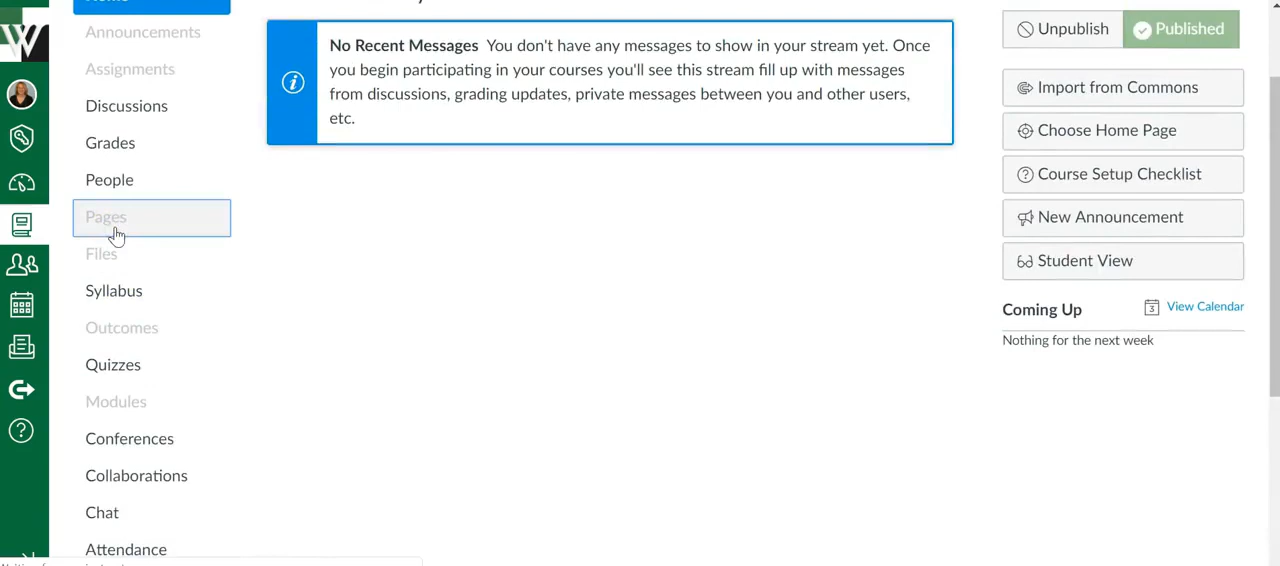 Home
W
Announcements
Assignments
Discussions
Grades
People
Pages
Files
Syllabus
Outcomes
Quizzes
Modules
Conferences
Collaborations
Chat
Attendance
No Recent Messages You don't have any messages to show in your stream yet. Once
you begin participating in your courses you'll see this stream fill up with messages
from discussions, grading updates, private messages between you and other users,
etc.
Unpublish
Published
Import from Commons
Choose Home Page
Course Setup Checklist
New Announcement
Student View
Coming Up
3
View Calendar
Nothing for the next week